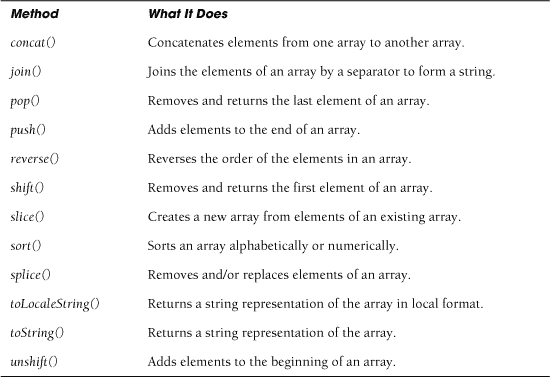 Method What It Does
concat() Concatenates elements from one array to another array.
join() Joins the elements of an array by a separator to form a string.
pop() Removes and returns the last element of an array.
push() Adds elements to the end of an array.
reverse() Reverses the order of the elements in an array.
shift() Removes and returns the first element of an array.
slice() Creates a new array from elements of an existing array.
sort() Sorts an array alphabetically or numerically.
splice() Removes and/or replaces elements of an array.
toLocaleString() Returns a string representation of the array in local format.
toString() Returns a string representation of the array.
unshift() Adds elements to the beginning of an array.